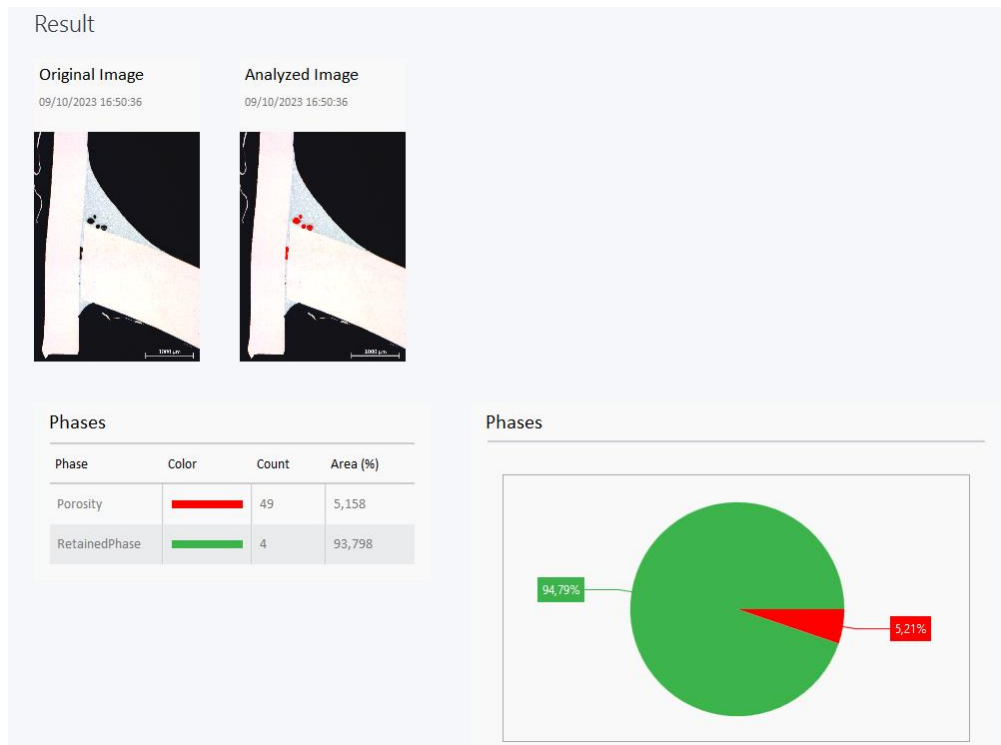 Result
Original Image
Analyzed Image
09/10/2023 16:50:36
09/10/2023 16:50:36
1000 µm
1000 µm
Phases
Phase Color Count Area (%)
Porosity 49 5,158
RetainedPhase 4 93,798
Phases
94,79%
5,21%